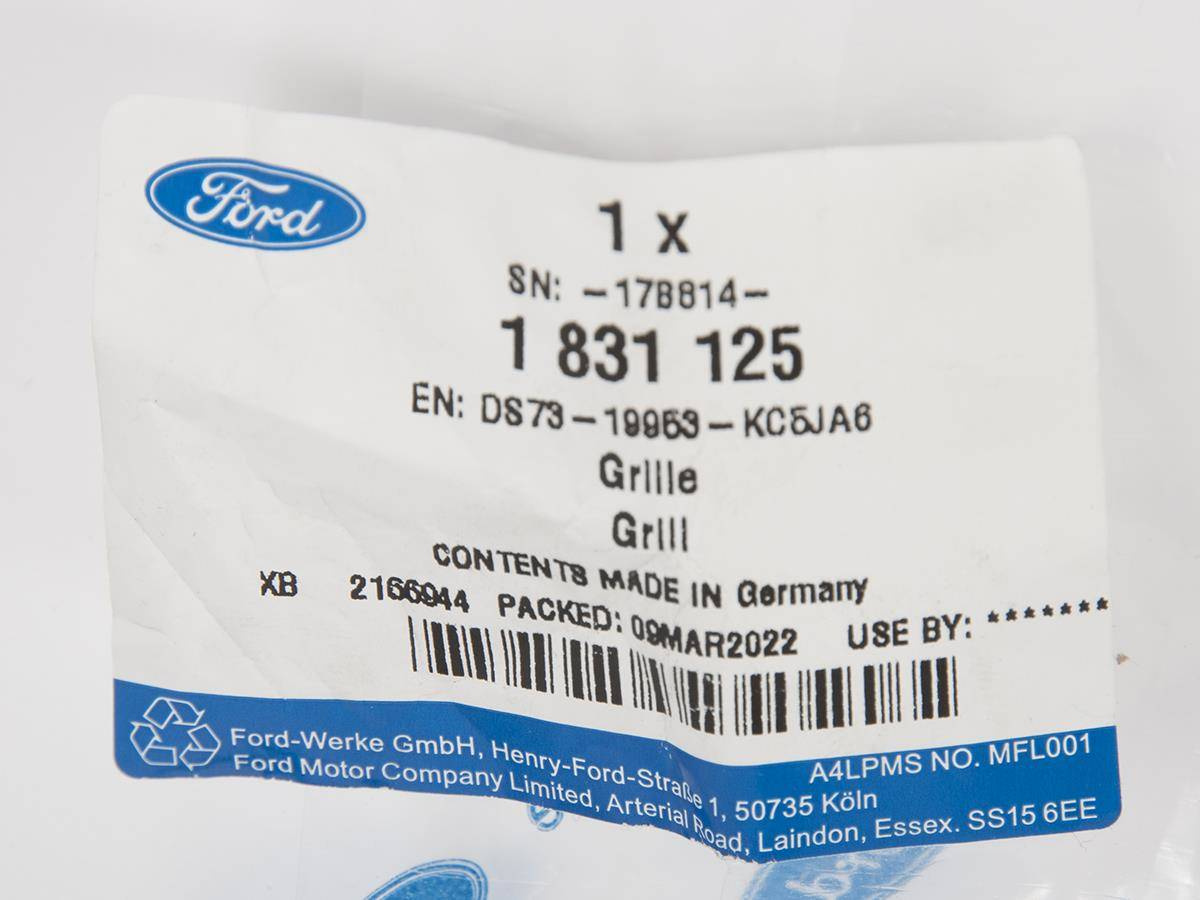 Ford
1 x
SN: -178814-
1 831 125
EN: DS73-19953-KC5JA6
Grille
Grill
CONTENTS MADE IN Germany
XB 2166944 PACKED: 09MAR2022 USE BY: *******
A4LPMS NO. MFL001
Ford-Werke GmbH, Henry-Ford-Straße 1, 50735 Köln
Ford Motor Company Limited, Arterial Road, Laindon, Essex. SS15 6EE